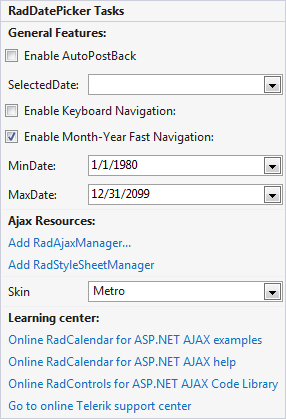 RadDatePicker Tasks
General Features:
Enable AutoPostBack
SelectedDate:
Enable Keyboard Navigation:
Enable Month-Year Fast Navigation:
MinDate: 1/1/1980
MaxDate: 12/31/2099
Ajax Resources:
Add RadAjaxManager...
Add RadStyleSheetManager
Skin Metro
Learning center:
Online RadCalendar for ASP.NET AJAX examples
Online RadCalendar for ASP.NET AJAX help
Online RadControls for ASP.NET AJAX Code Library
Go to online Telerik support center